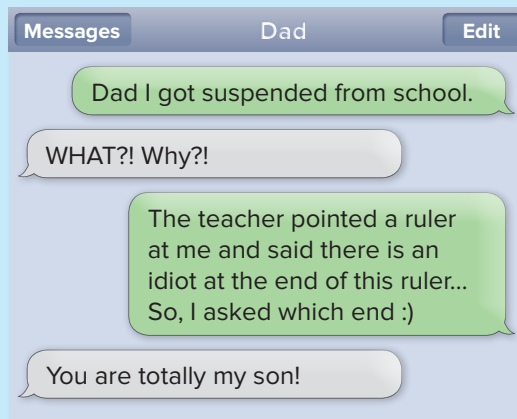 Messages Dad Edit
Dad I got suspended from school.
WHAT?! Why?!
The teacher pointed a ruler
at me and said there is an
idiot at the end of this ruler...
So, I asked which end :)
You are totally my son!